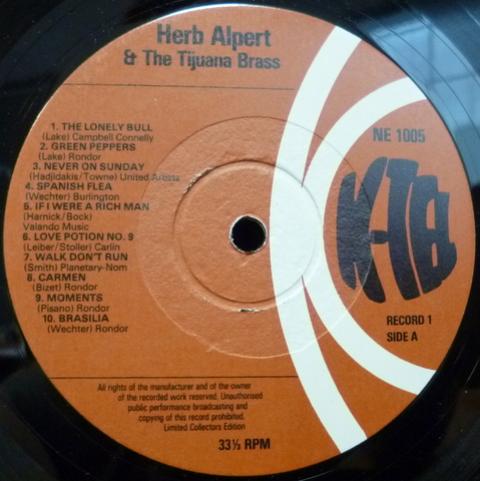 Herb Alpert
& The Tijuana Brass
NE 1005
K-TEL
1. THE LONELY BULL
(Lake) Campbell Connelly
2. GREEN PEPPERS
(Lake) Rondor
3. NEVER ON SUNDAY
(Hadjidakis/Towne) United Artists
4. SPANISH FLEA
(Wechter) Burlington
5. IF I WERE A RICH MAN
(Harnick/Bock)
Valando Music
6. LOVE POTION NO. 9
(Leiber/Stoller) Carlin
7. WALK DON'T RUN
(Smith) Planetary-Nom
8. CARMEN
(Bizet) Rondor
9. MOMENTS
(Pisano) Rondor
10. BRASILIA
(Wechter) Rondor
RECORD 1
SIDE A
All rights of the manufacturer and of the owner
of the recorded work reserved. Unauthorised
public performance broadcasting and
copying of this record prohibited.
Limited Collectors Edition
33⅓ RPM